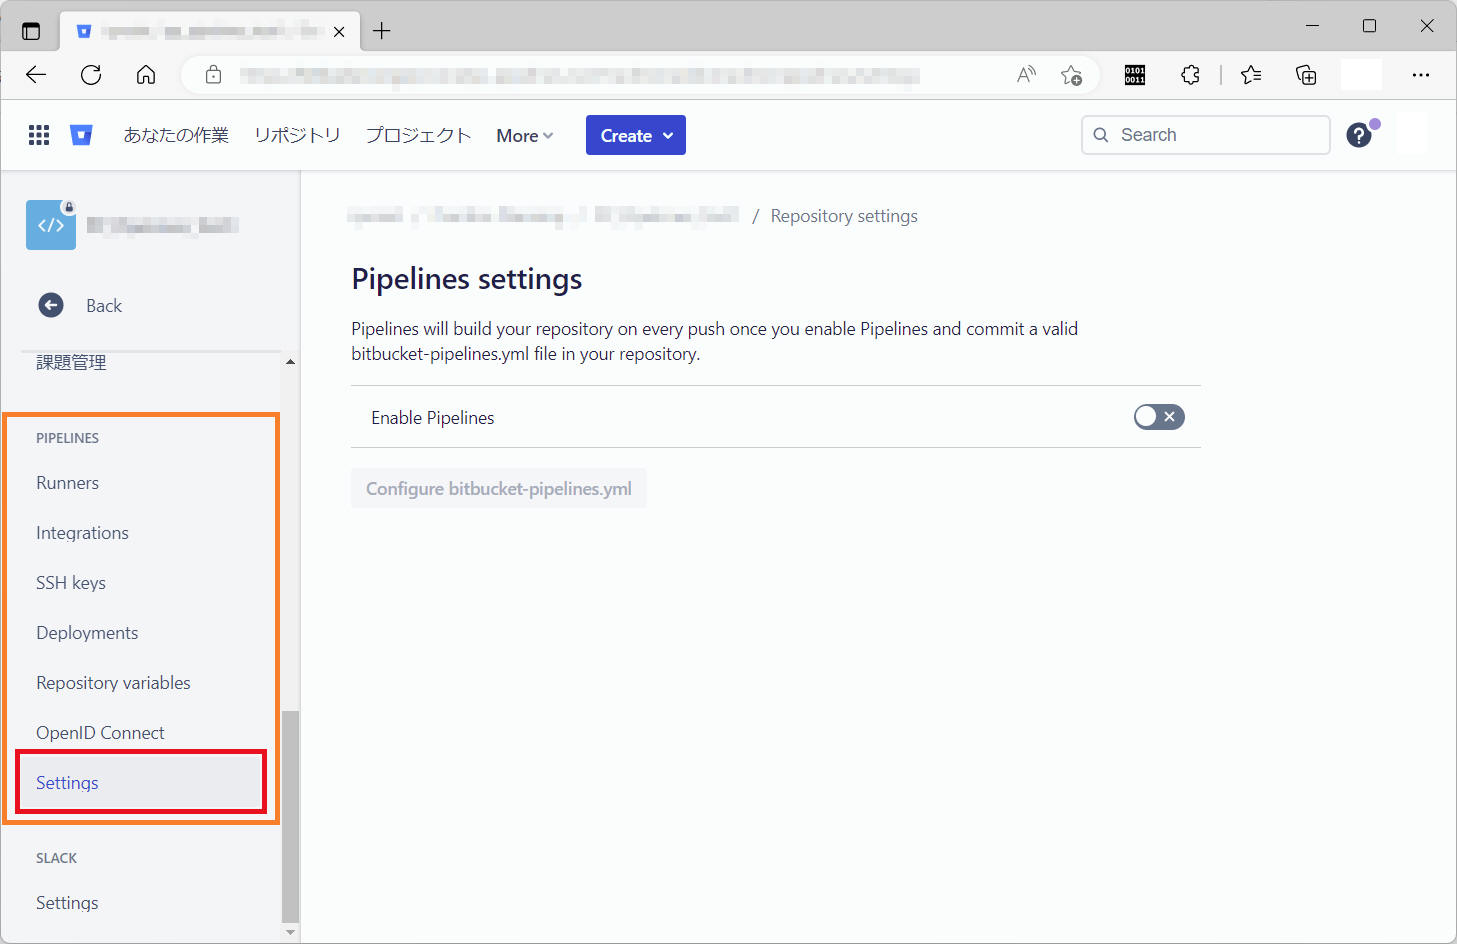 あなたの作業 リポジトリ プロジェクト More Create Search
Back
課題管理
PIPELINES
Runners
Integrations
SSH keys
Deployments
Repository variables
OpenID Connect
Settings
SLACK
Settings
/ Repository settings
Pipelines settings
Pipelines will build your repository on every push once you enable Pipelines and commit a valid
bitbucket-pipelines.yml file in your repository.
Enable Pipelines
Configure bitbucket-pipelines.yml